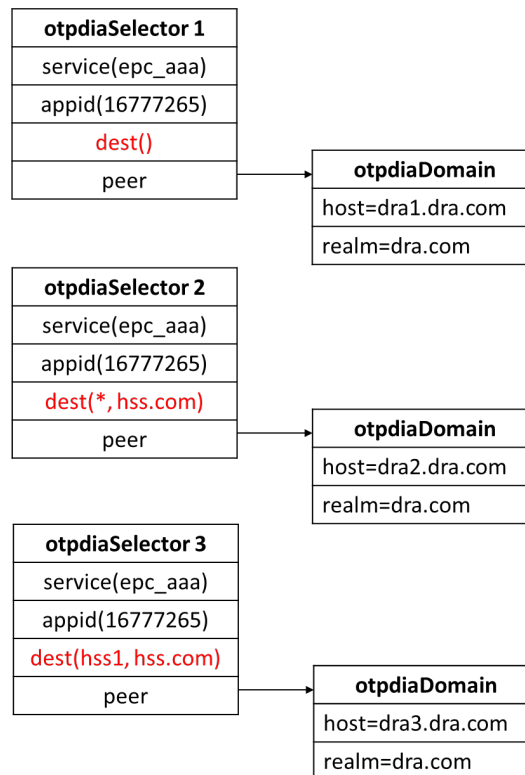 otpdiaSelector 1
service(epc_aaa)
appid(16777265)
dest()
peer
otpdiaDomain
host=dra1.dra.com
realm=dra.com
otpdiaSelector 2
service(epc_aaa)
appid(16777265)
dest(*, hss.com)
peer
otpdiaDomain
host=dra2.dra.com
realm=dra.com
otpdiaSelector 3
service(epc_aaa)
appid(16777265)
dest(hss1, hss.com)
peer
otpdiaDomain
host=dra3.dra.com
realm=dra.com